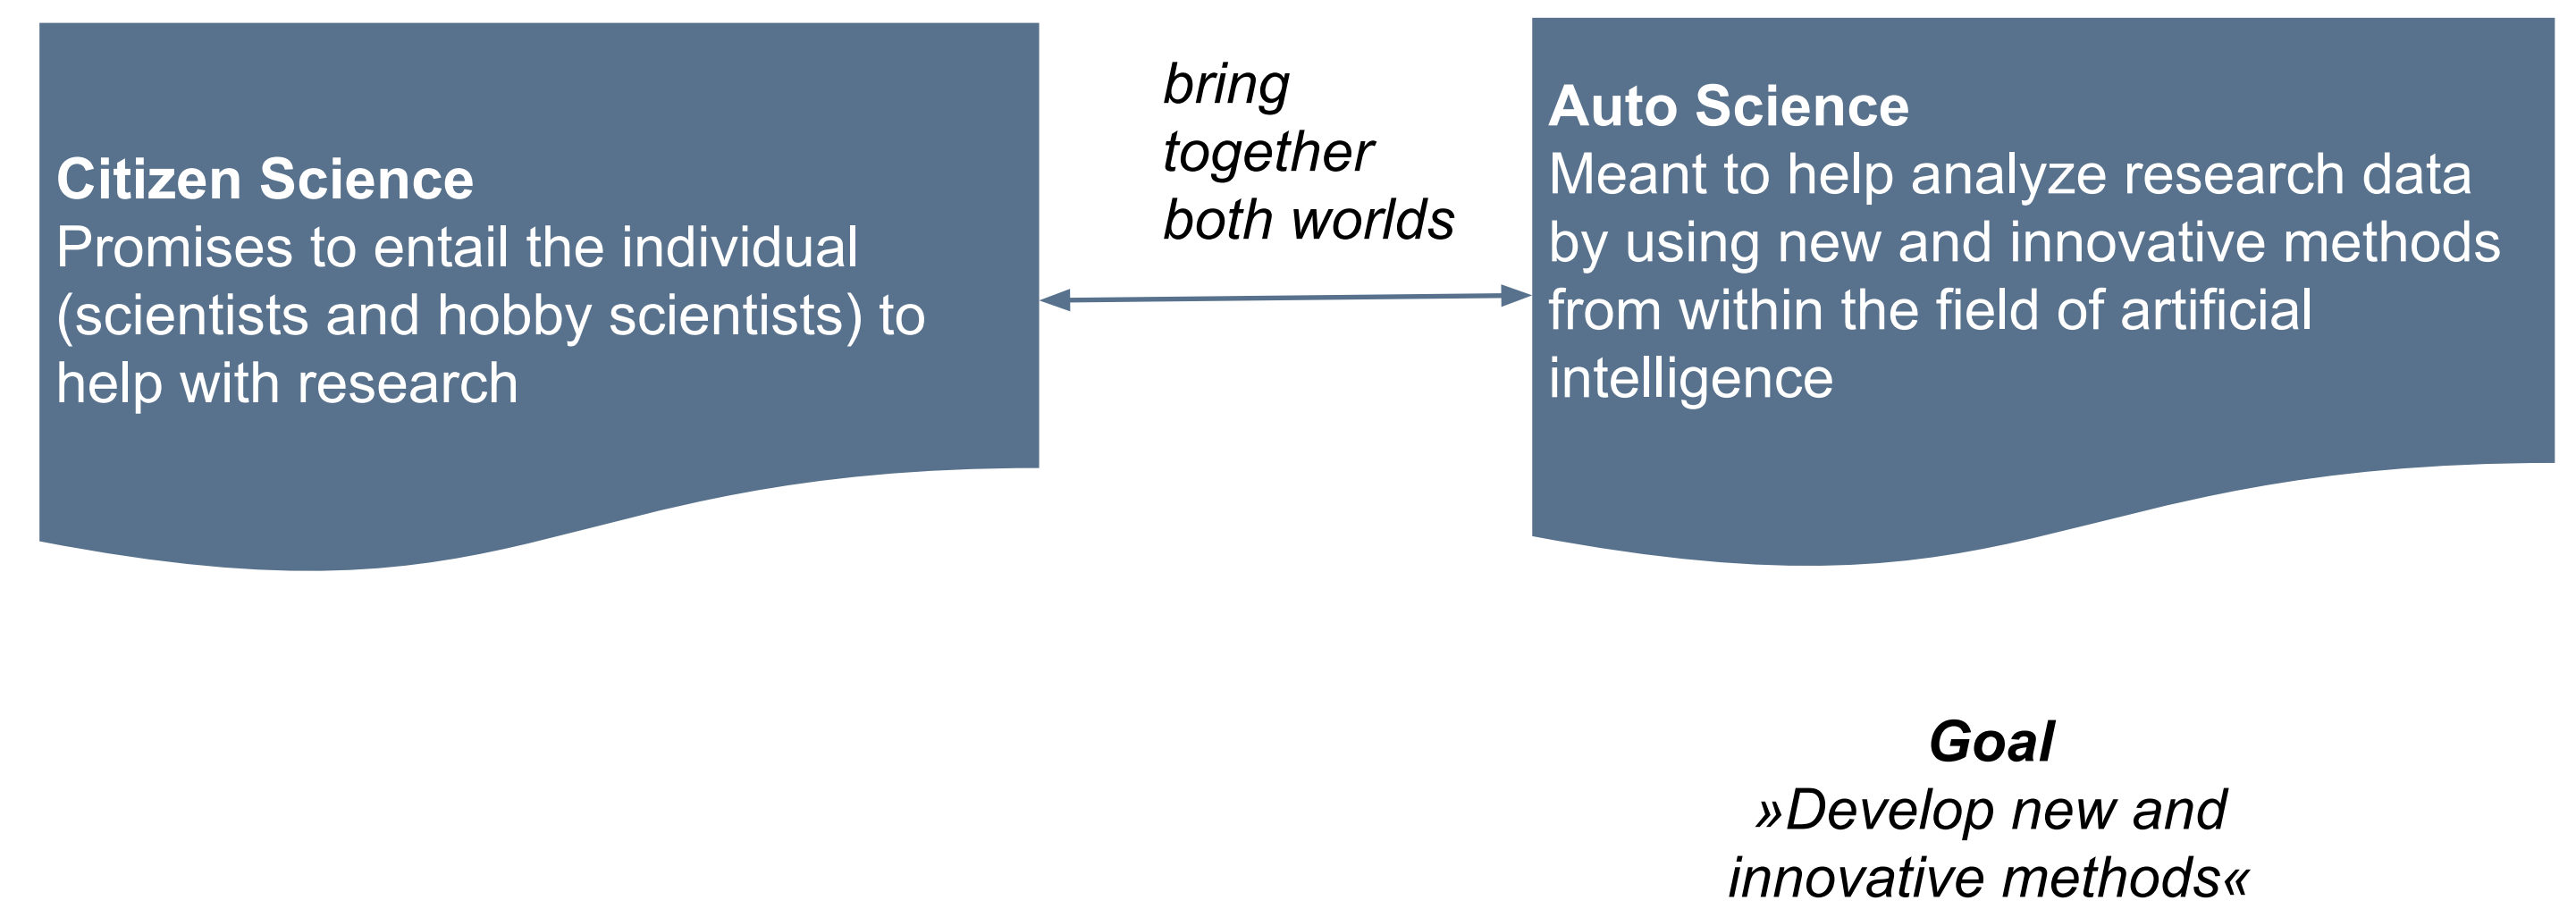 Citizen Science
Promises to entail the individual
(scientists and hobby scientists) to
help with research
bring
together
both worlds
Auto Science
Meant to help analyze research data
by using new and innovative methods
from within the field of artificial
intelligence
Goal
»Develop new and
innovative methods«